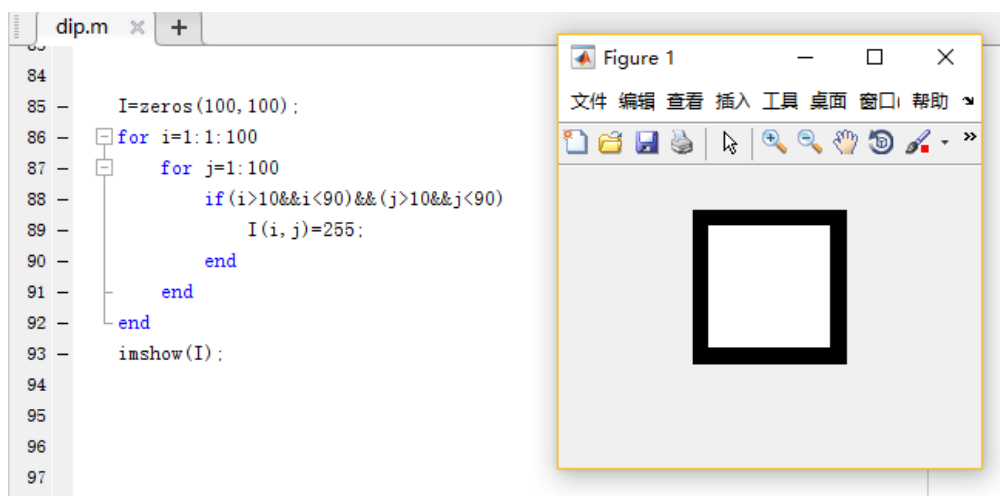 dip.m
Figure 1
文件 编辑 查看 插入 工具 桌面 窗口( 帮助
84
85 I=zeros(100,100);
86 for i=1:1:100
87 for j=1:100
88 if(i>10&&i<90)&&(j>10&&j<90)
89 I(i,j)=255;
90 end
91 end
92 end
93 imshow(I);
94
95
96
97